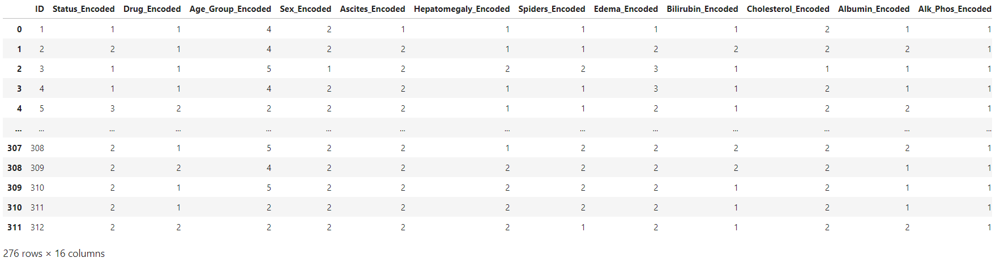 ID Status_Encoded Drug_Encoded Age_Group_Encoded Sex_Encoded Ascites_Encoded Hepatomegaly_Encoded Spiders_Encoded Edema_Encoded Bilirubin_Encoded Cholesterol_Encoded Albumin_Encoded Alk_Phos_Encoded
0 1 1 1 4 2 1 1 1 1 1 2 1 1
1 2 2 1 4 2 2 1 1 2 2 2 2 1
2 3 1 1 5 1 2 2 2 3 1 1 1 1
3 4 1 1 4 2 2 1 1 3 1 2 1 1
4 5 3 2 2 2 2 1 1 2 1 2 2 1
... ... ... ... ... ... ... ... ... ... ... ... ... ...
307 308 2 1 5 2 2 1 2 2 2 2 2 1
308 309 2 2 4 2 2 2 2 2 2 2 1 1
309 310 2 1 5 2 2 2 2 2 1 2 1 1
310 311 2 1 2 2 2 2 2 2 1 2 1 1
311 312 2 2 2 2 2 2 1 2 1 2 2 1
276 rows × 16 columns